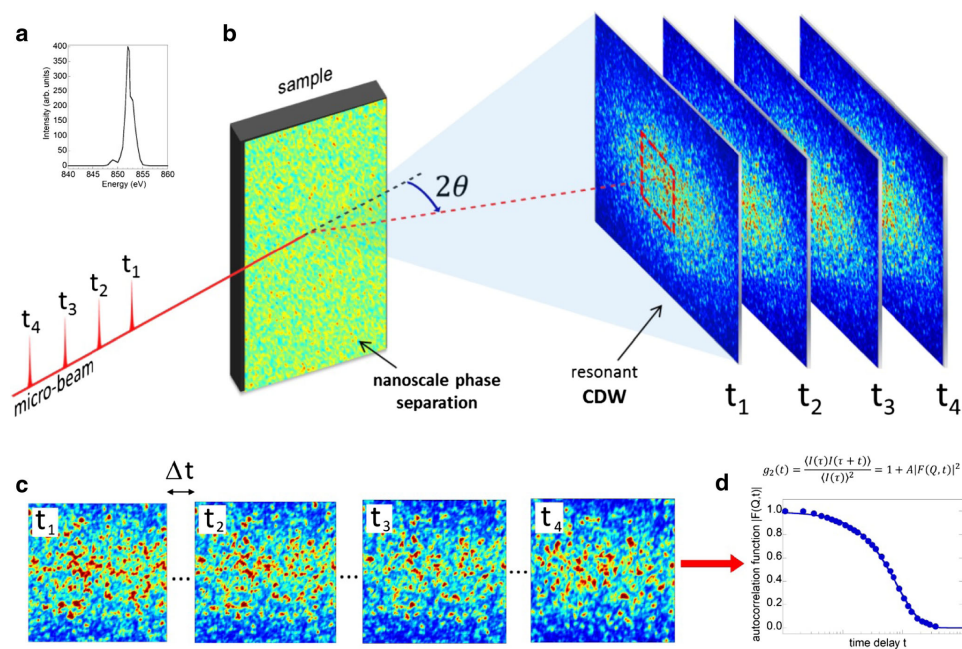 a
Intensity (arb. units)
400
350
300
250
200
150
100
50
0
840 845 850 855 860
Energy (eV)
b
sample
2θ
t₁
t₂
t₃
t₄
micro-beam
nanoscale phase
separation
resonant
CDW
t₁ t₂ t₃ t₄
c
Δt
t₁ ... t₂ ... t₃ ... t₄
d
g₂(t) = ⟨I(τ)I(τ + t)⟩ / ⟨I(τ)⟩² = 1 + A|F(Q, t)|²
autocorrelation function |F(Q,t)|
1.0
0.8
0.6
0.4
0.2
0.0
time delay t